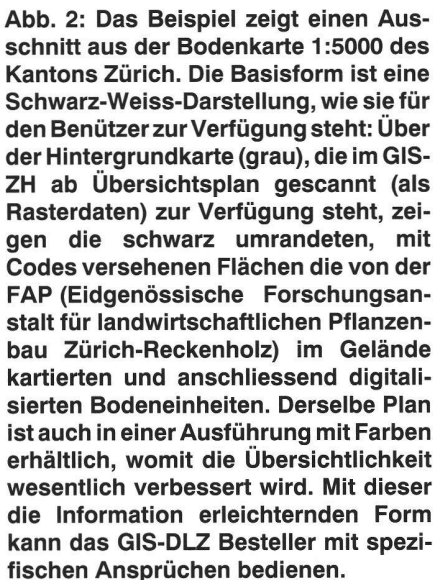 Abb. 2: Das Beispiel zeigt einen Aus-
schnitt aus der Bodenkarte 1:5000 des
Kantons Zürich. Die Basisform ist eine
Schwarz-Weiss-Darstellung, wie sie für
den Benützer zur Verfügung steht: Über
der Hintergrundkarte (grau), die im GIS-
ZH ab Übersichtsplan gescannt (als
Rasterdaten) zur Verfügung steht, zei-
gen die schwarz umrandeten, mit
Codes versehenen Flächen die von der
FAP (Eidgenössische Forschungsan-
stalt für landwirtschaftlichen Pflanzen-
bau Zürich-Reckenholz) im Gelände
kartierten und anschliessend digitali-
sierten Bodeneinheiten. Derselbe Plan
ist auch in einer Ausführung mit Farben
erhältlich, womit die Übersichtlichkeit
wesentlich verbessert wird. Mit dieser
die Information erleichternden Form
kann das GIS-DLZ Besteller mit spezi-
fischen Ansprüchen bedienen.